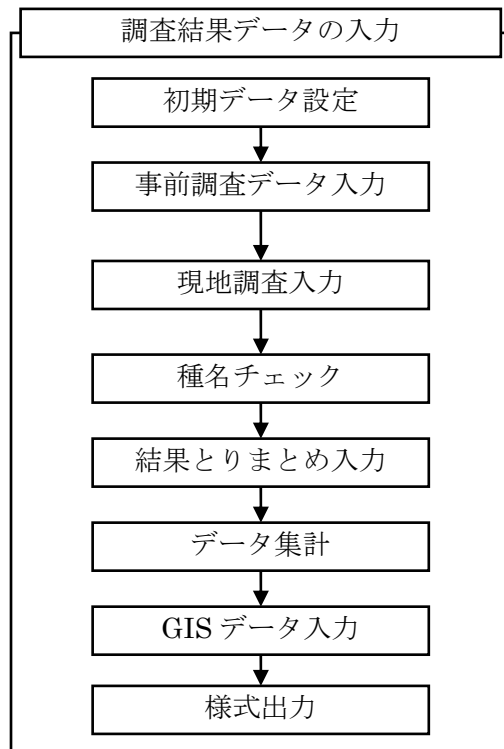 調査結果データの入力
初期データ設定
事前調査データ入力
現地調査入力
種名チェック
結果とりまとめ入力
データ集計
GIS データ入力
様式出力